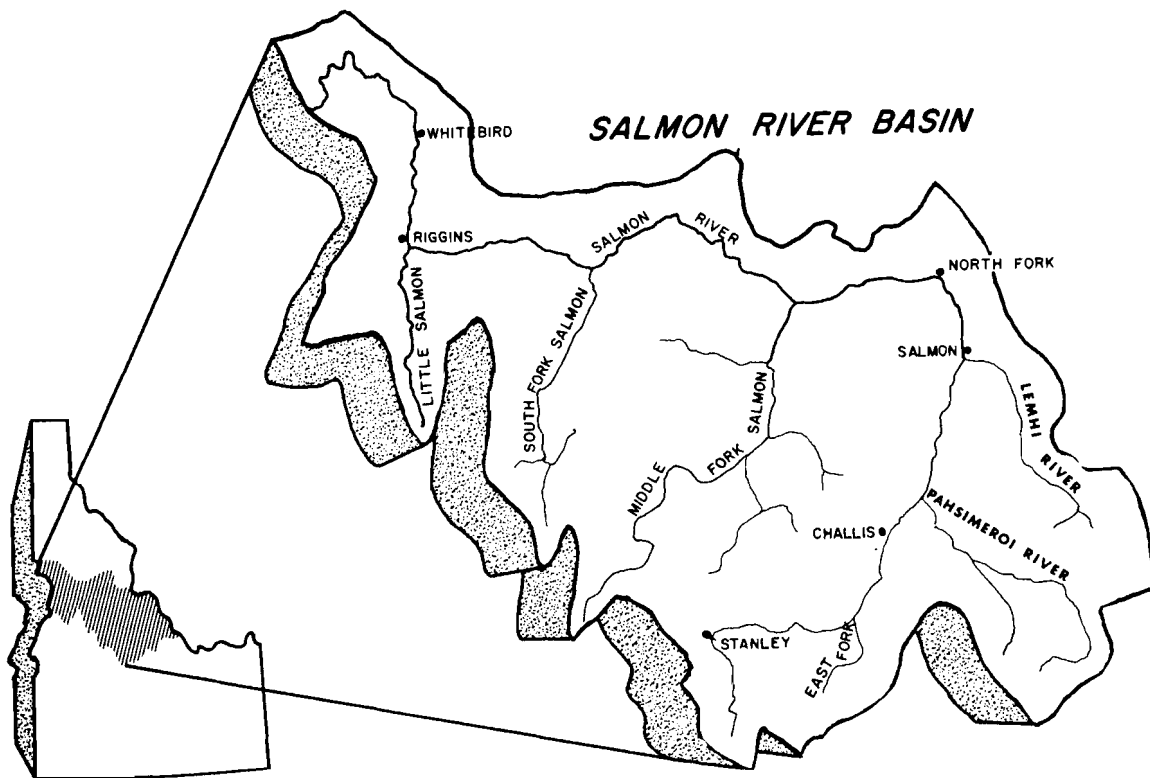 SALMON RIVER BASIN
WHITEBIRD
RIGGINS
LITTLE SALMON
SOUTH FORK SALMON
SALMON RIVER
NORTH FORK
SALMON
LEMHI RIVER
MIDDLE FORK SALMON
PAHSIMEROI RIVER
CHALLIS
STANLEY
EAST FORK